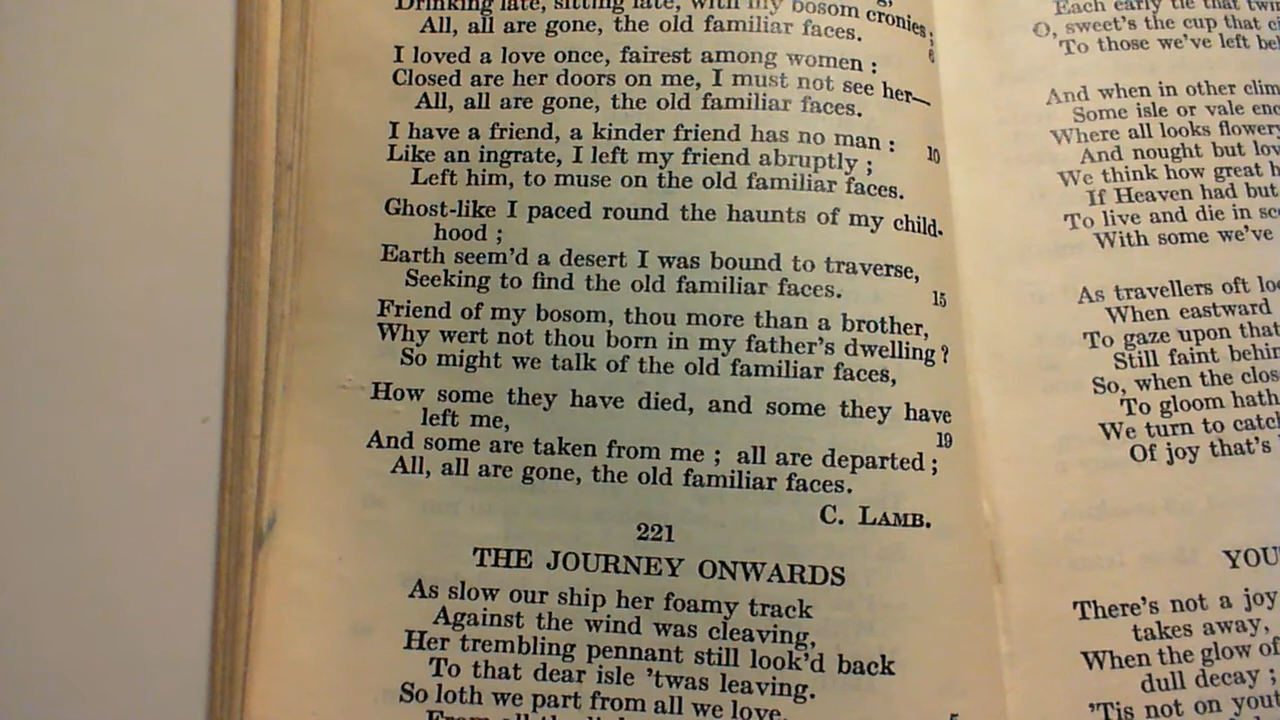 Drinking late, sitting late, with my bosom cronies;
All, all are gone, the old familiar faces.
6
I loved a love once, fairest among women :
Closed are her doors on me, I must not see her—
All, all are gone, the old familiar faces.
I have a friend, a kinder friend has no man :
10
Like an ingrate, I left my friend abruptly ;
Left him, to muse on the old familiar faces.
Ghost-like I paced round the haunts of my child-
hood ;
Earth seem'd a desert I was bound to traverse,
Seeking to find the old familiar faces.
15
Friend of my bosom, thou more than a brother,
Why wert not thou born in my father's dwelling ?
So might we talk of the old familiar faces,
How some they have died, and some they have
left me,
19
And some are taken from me ; all are departed ;
All, all are gone, the old familiar faces.
C. LAMB.
221
THE JOURNEY ONWARDS
As slow our ship her foamy track
Against the wind was cleaving,
Her trembling pennant still look'd back
To that dear isle 'twas leaving.
So loth we part from all we love,
Each early tie that
O, sweet's the cup that
To those we've left
And when in other
Some isle or vale
Where all looks
And nought but
We think how great
If Heaven had but
To live and die in
With some we've
As travellers oft
When eastward
To gaze upon that
Still faint
So, when the
To gloom hath
We turn to
Of joy that's
There's not a joy
takes away,
When the glow of
dull decay ;
'Tis not on